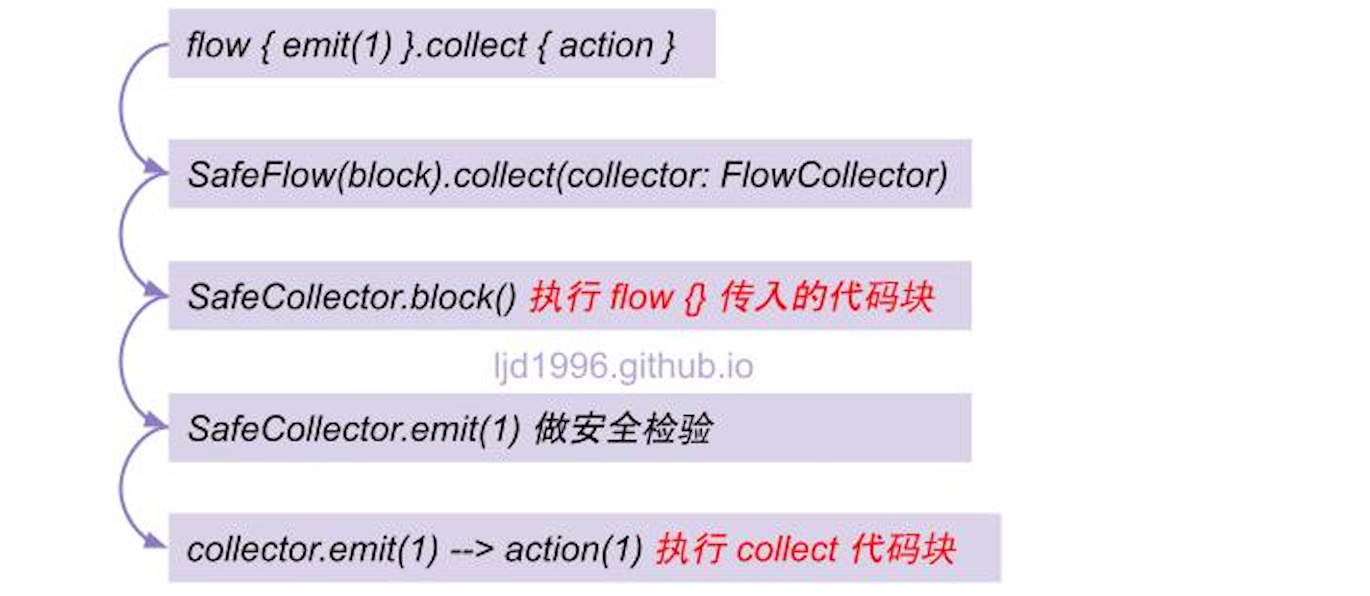 flow { emit(1) }.collect { action }
SafeFlow(block).collect(collector: FlowCollector)
SafeCollector.block() 执行 flow {} 传入的代码块
ljd1996.github.io
SafeCollector.emit(1) 做安全检验
collector.emit(1) --> action(1) 执行 collect 代码块